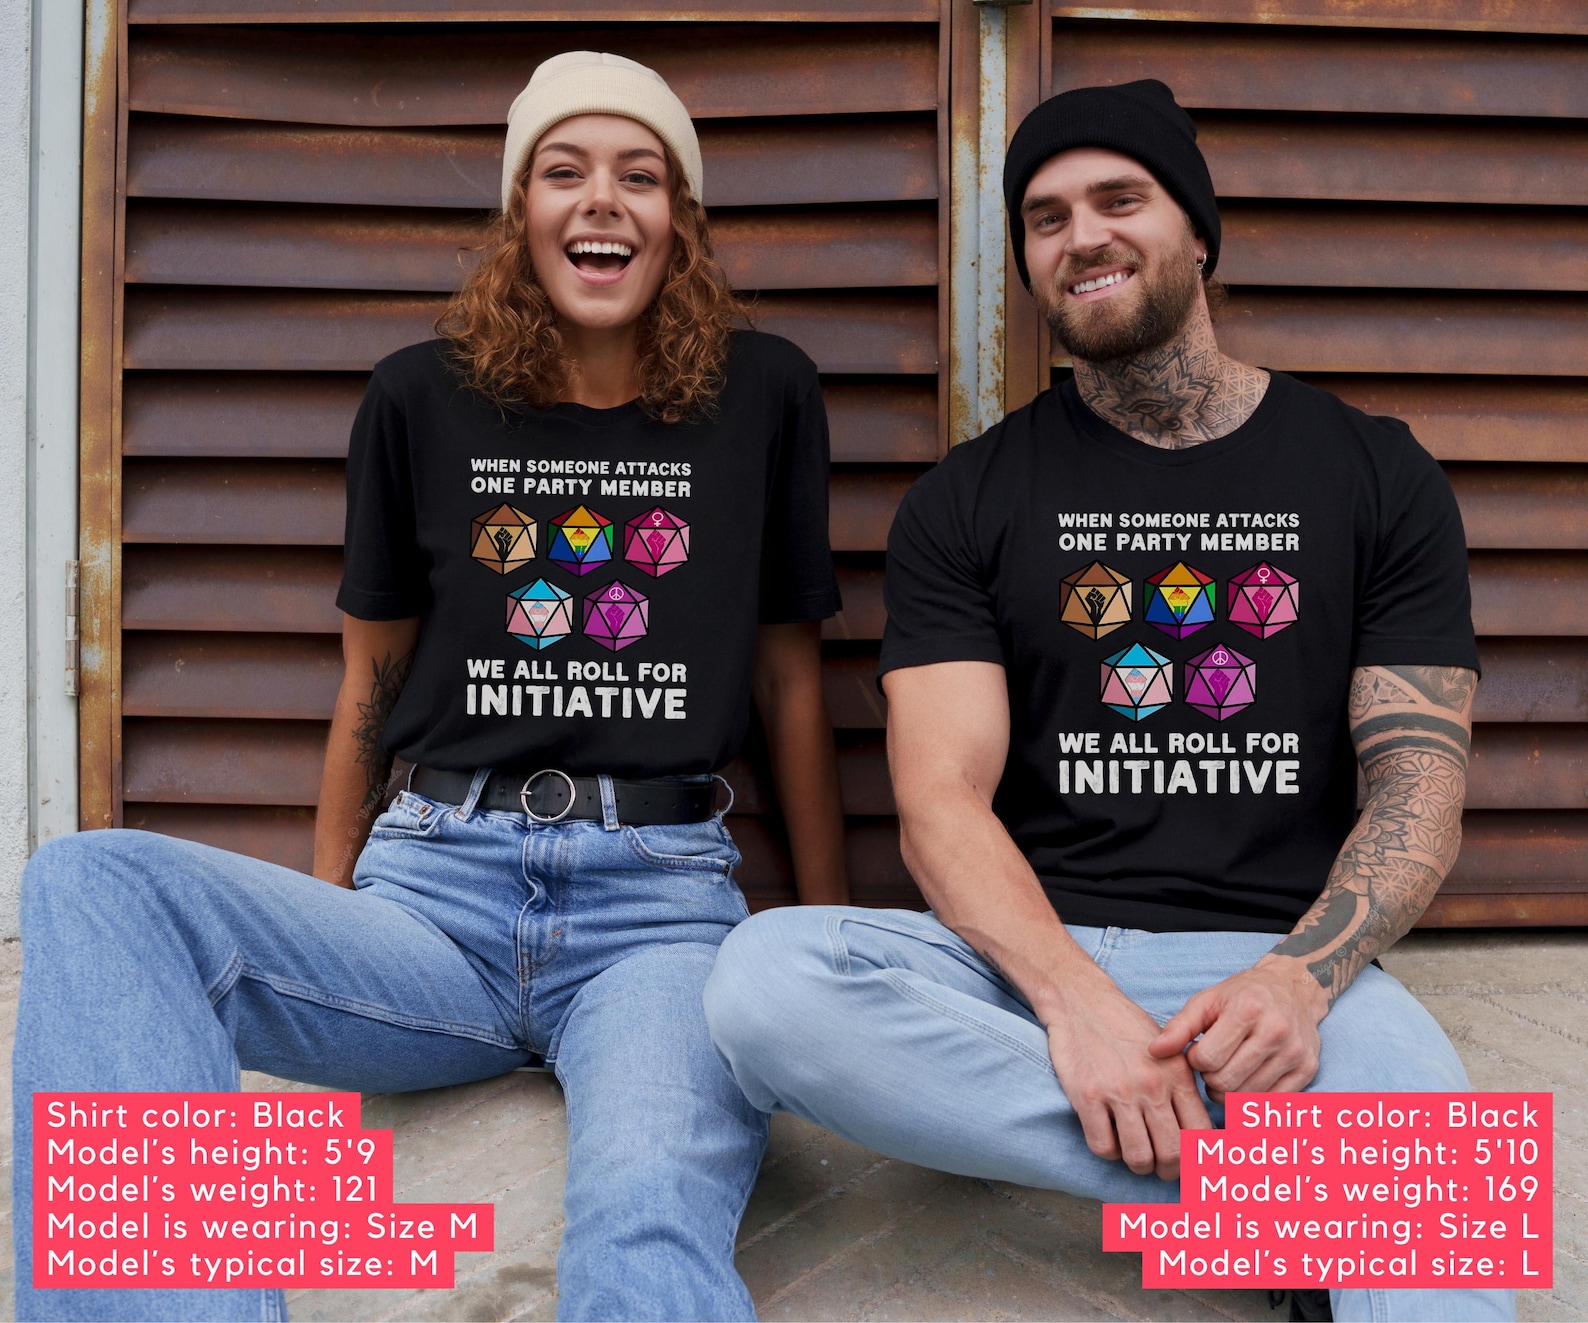 WHEN SOMEONE ATTACKS
ONE PARTY MEMBER
WE ALL ROLL FOR
INITIATIVE
WHEN SOMEONE ATTACKS
ONE PARTY MEMBER
WE ALL ROLL FOR
INITIATIVE
Shirt color: Black
Model's height: 5'9
Model's weight: 121
Model is wearing: Size M
Model's typical size: M
Shirt color: Black
Model's height: 5'10
Model's weight: 169
Model is wearing: Size L
Model's typical size: L